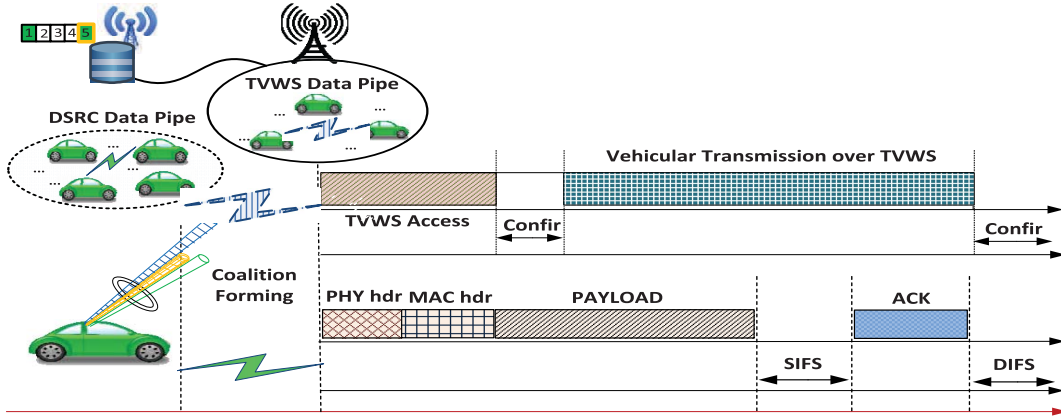 1 2 3 4 5
TVWS Data Pipe
...
...
...
DSRC Data Pipe
...
...
...
Vehicular Transmission over TVWS
TVWS Access
Confir
Confir
Coalition
Forming
PHY hdr
MAC hdr
PAYLOAD
ACK
SIFS
DIFS